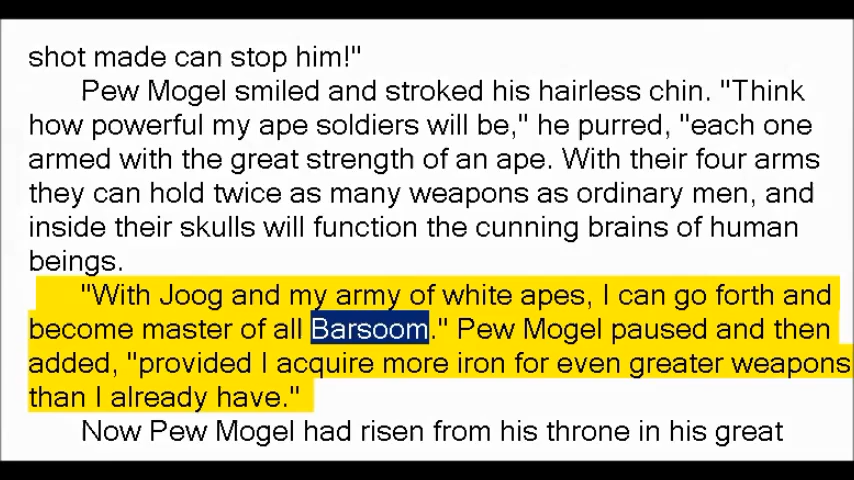 shot made can stop him!"
Pew Mogel smiled and stroked his hairless chin. "Think
how powerful my ape soldiers will be," he purred, "each one
armed with the great strength of an ape. With their four arms
they can hold twice as many weapons as ordinary men, and
inside their skulls will function the cunning brains of human
beings.
"With Joog and my army of white apes, I can go forth and
become master of all Barsoom." Pew Mogel paused and then
added, "provided I acquire more iron for even greater weapons
than I already have."
Now Pew Mogel had risen from his throne in his great